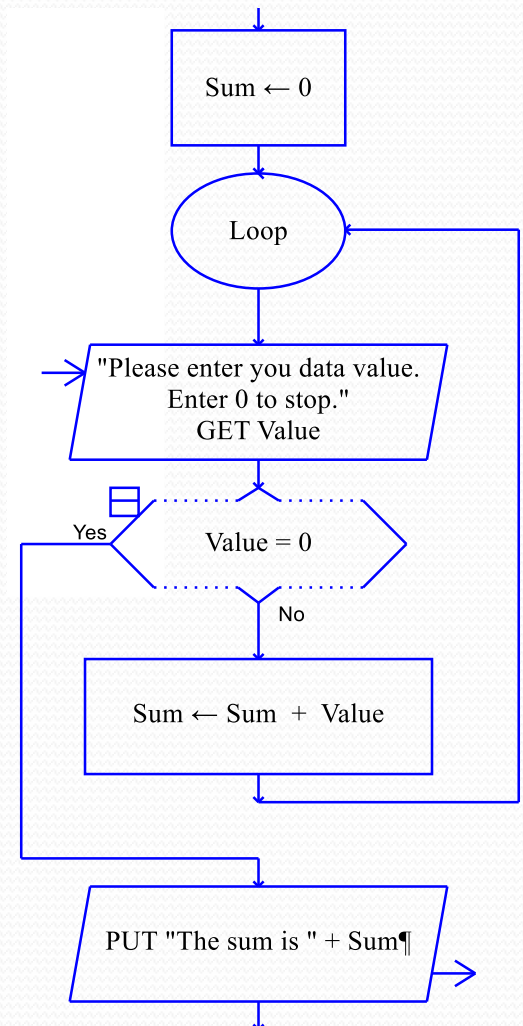 Sum ← 0
Loop
"Please enter you data value.
Enter 0 to stop."
GET Value
Value = 0
Yes
No
Sum ← Sum + Value
PUT "The sum is " + Sum¶